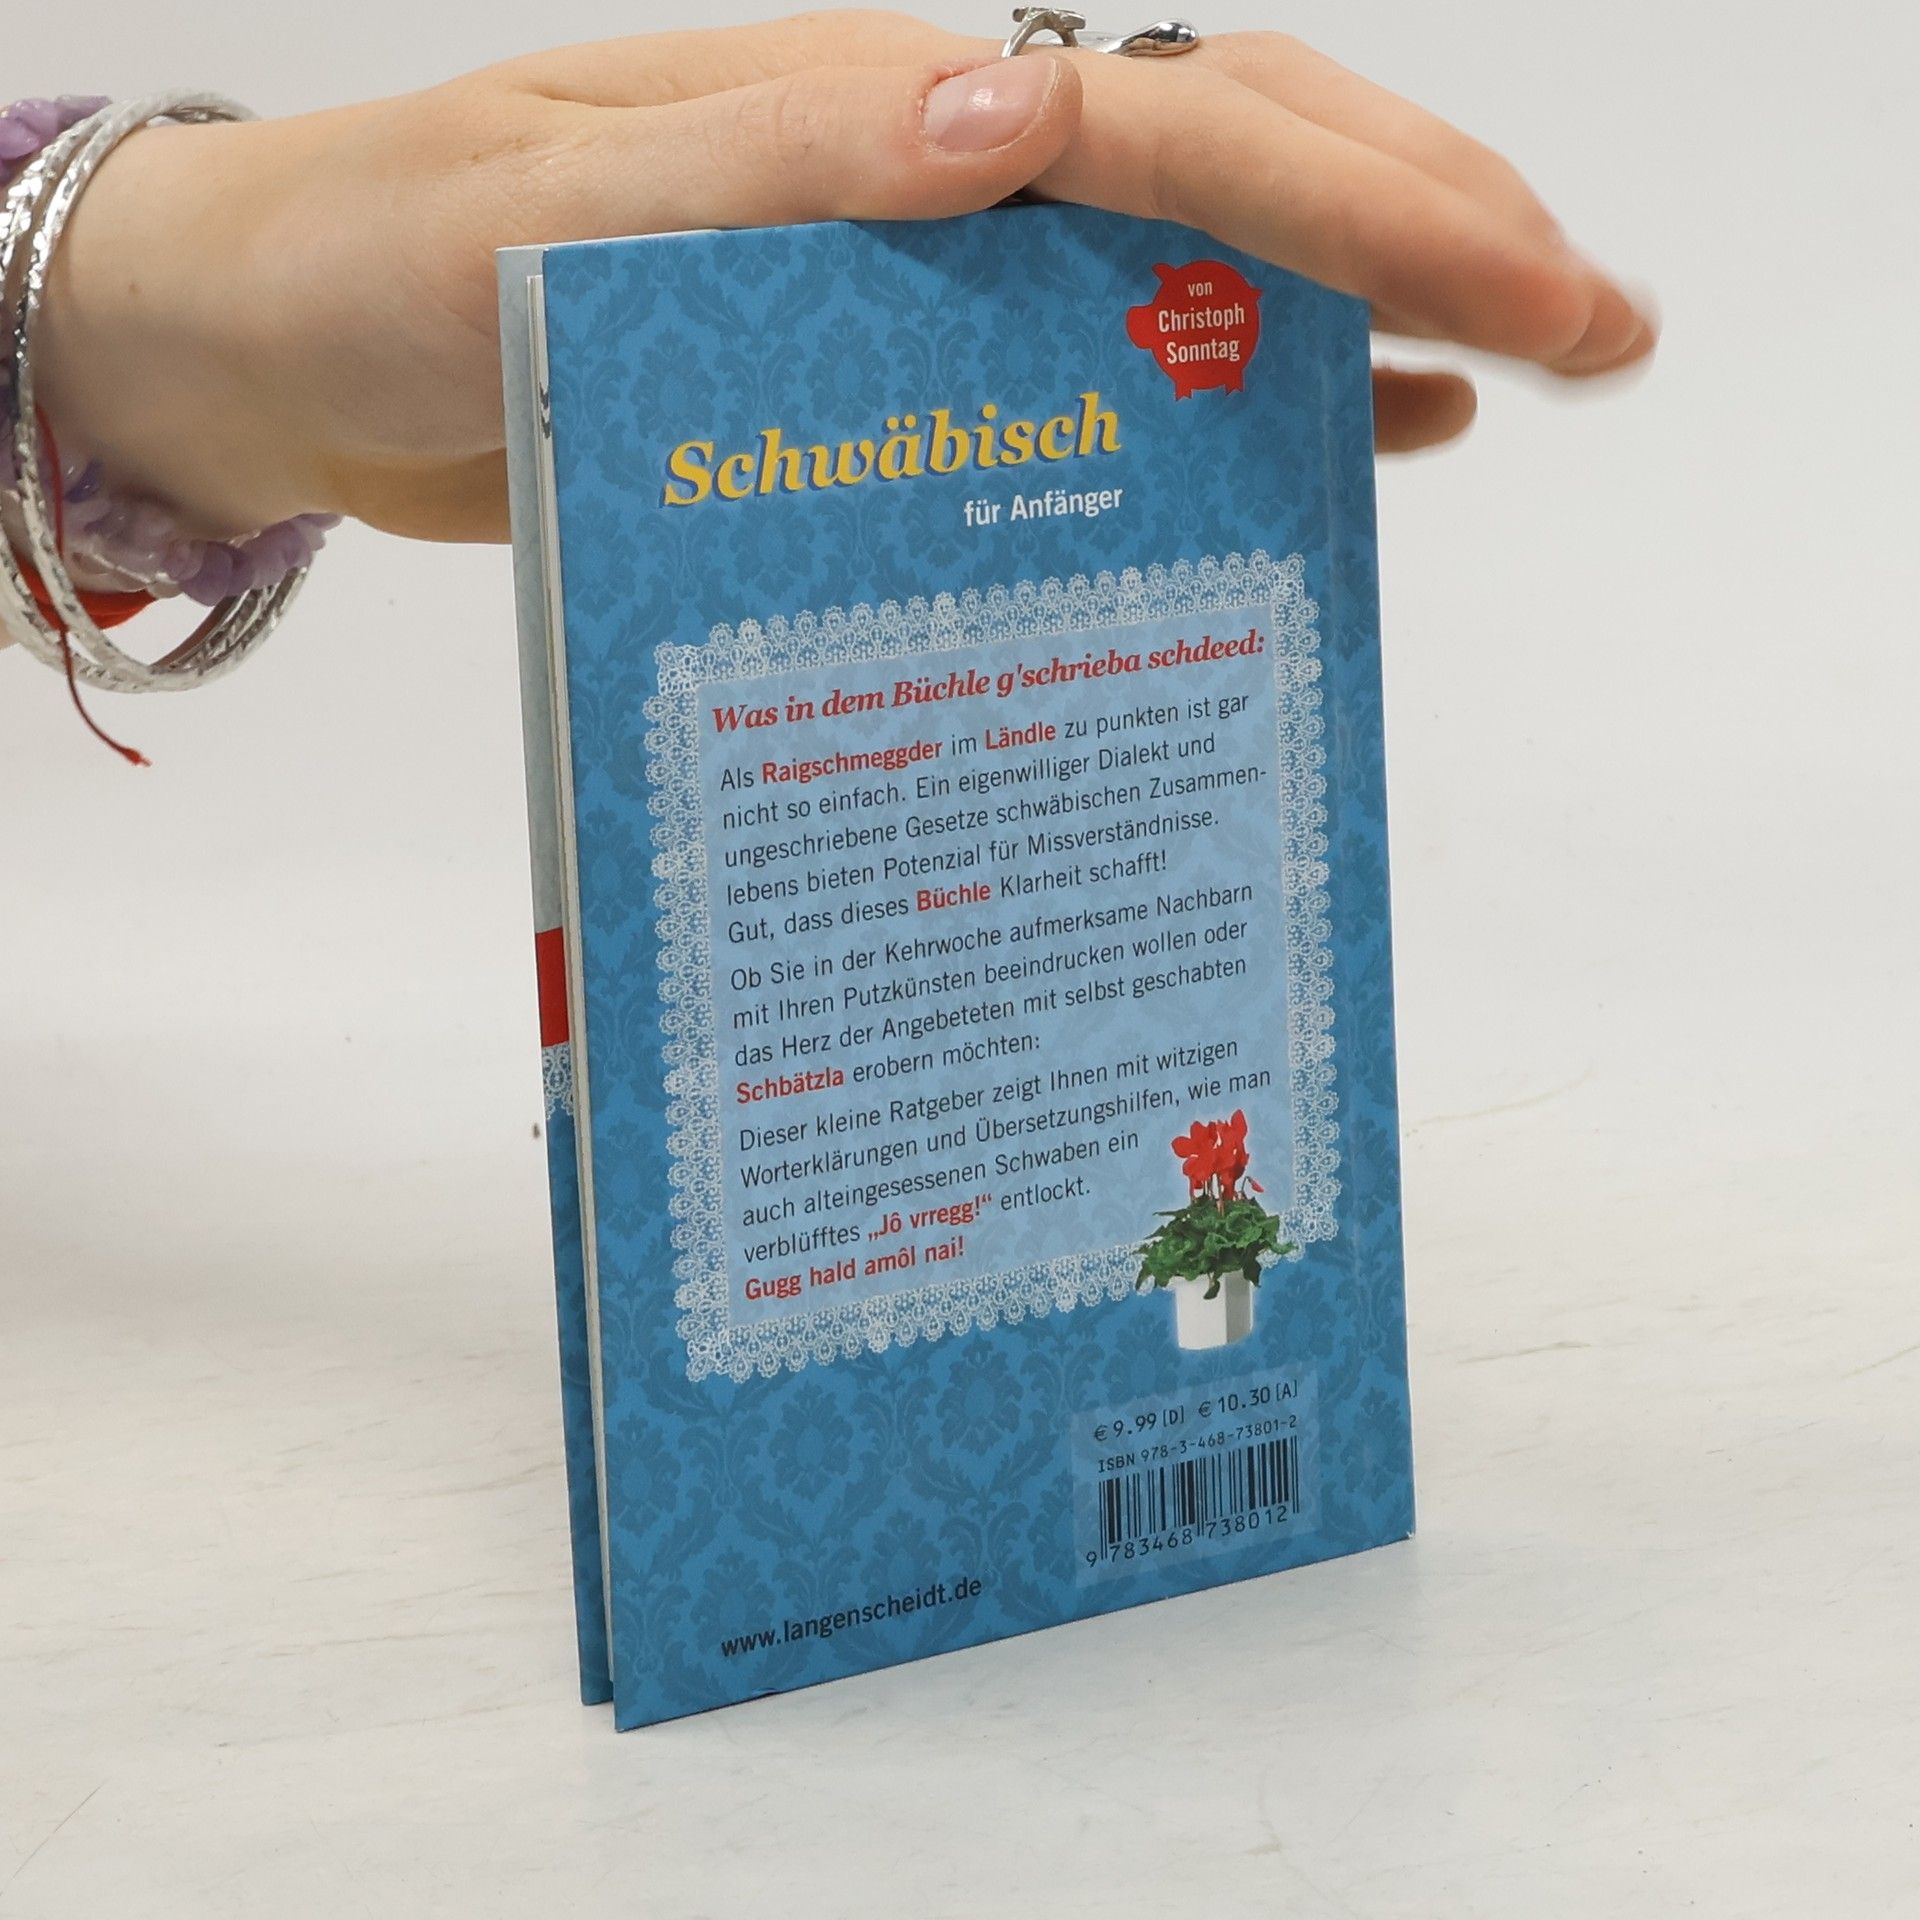 von
Christoph
Sonntag
Schwäbisch
für Anfänger
Was in dem Büchle g'schrieba schdeed:
Als Raigschmeggder im Ländle zu punkten ist gar
nicht so einfach. Ein eigenwilliger Dialekt und
ungeschriebene Gesetze schwäbischen Zusammen-
lebens bieten Potenzial für Missverständnisse.
Gut, dass dieses Büchle Klarheit schafft!
Ob Sie in der Kehrwoche aufmerksame Nachbarn
mit Ihren Putzkünsten beeindrucken wollen oder
das Herz der Angebeteten mit selbst geschabten
Schbätzla erobern möchten:
Dieser kleine Ratgeber zeigt Ihnen mit witzigen
Worterklärungen und Übersetzungshilfen, wie man
auch alteingesessenen Schwaben ein
verblüfftes „Jô vrregg!“ entlockt.
Gugg hald amôl nai!
€ 9.99 [D] € 10.30 [A]
ISBN 978-3-468-73801-2
9 783468 738012
www.langenscheidt.de